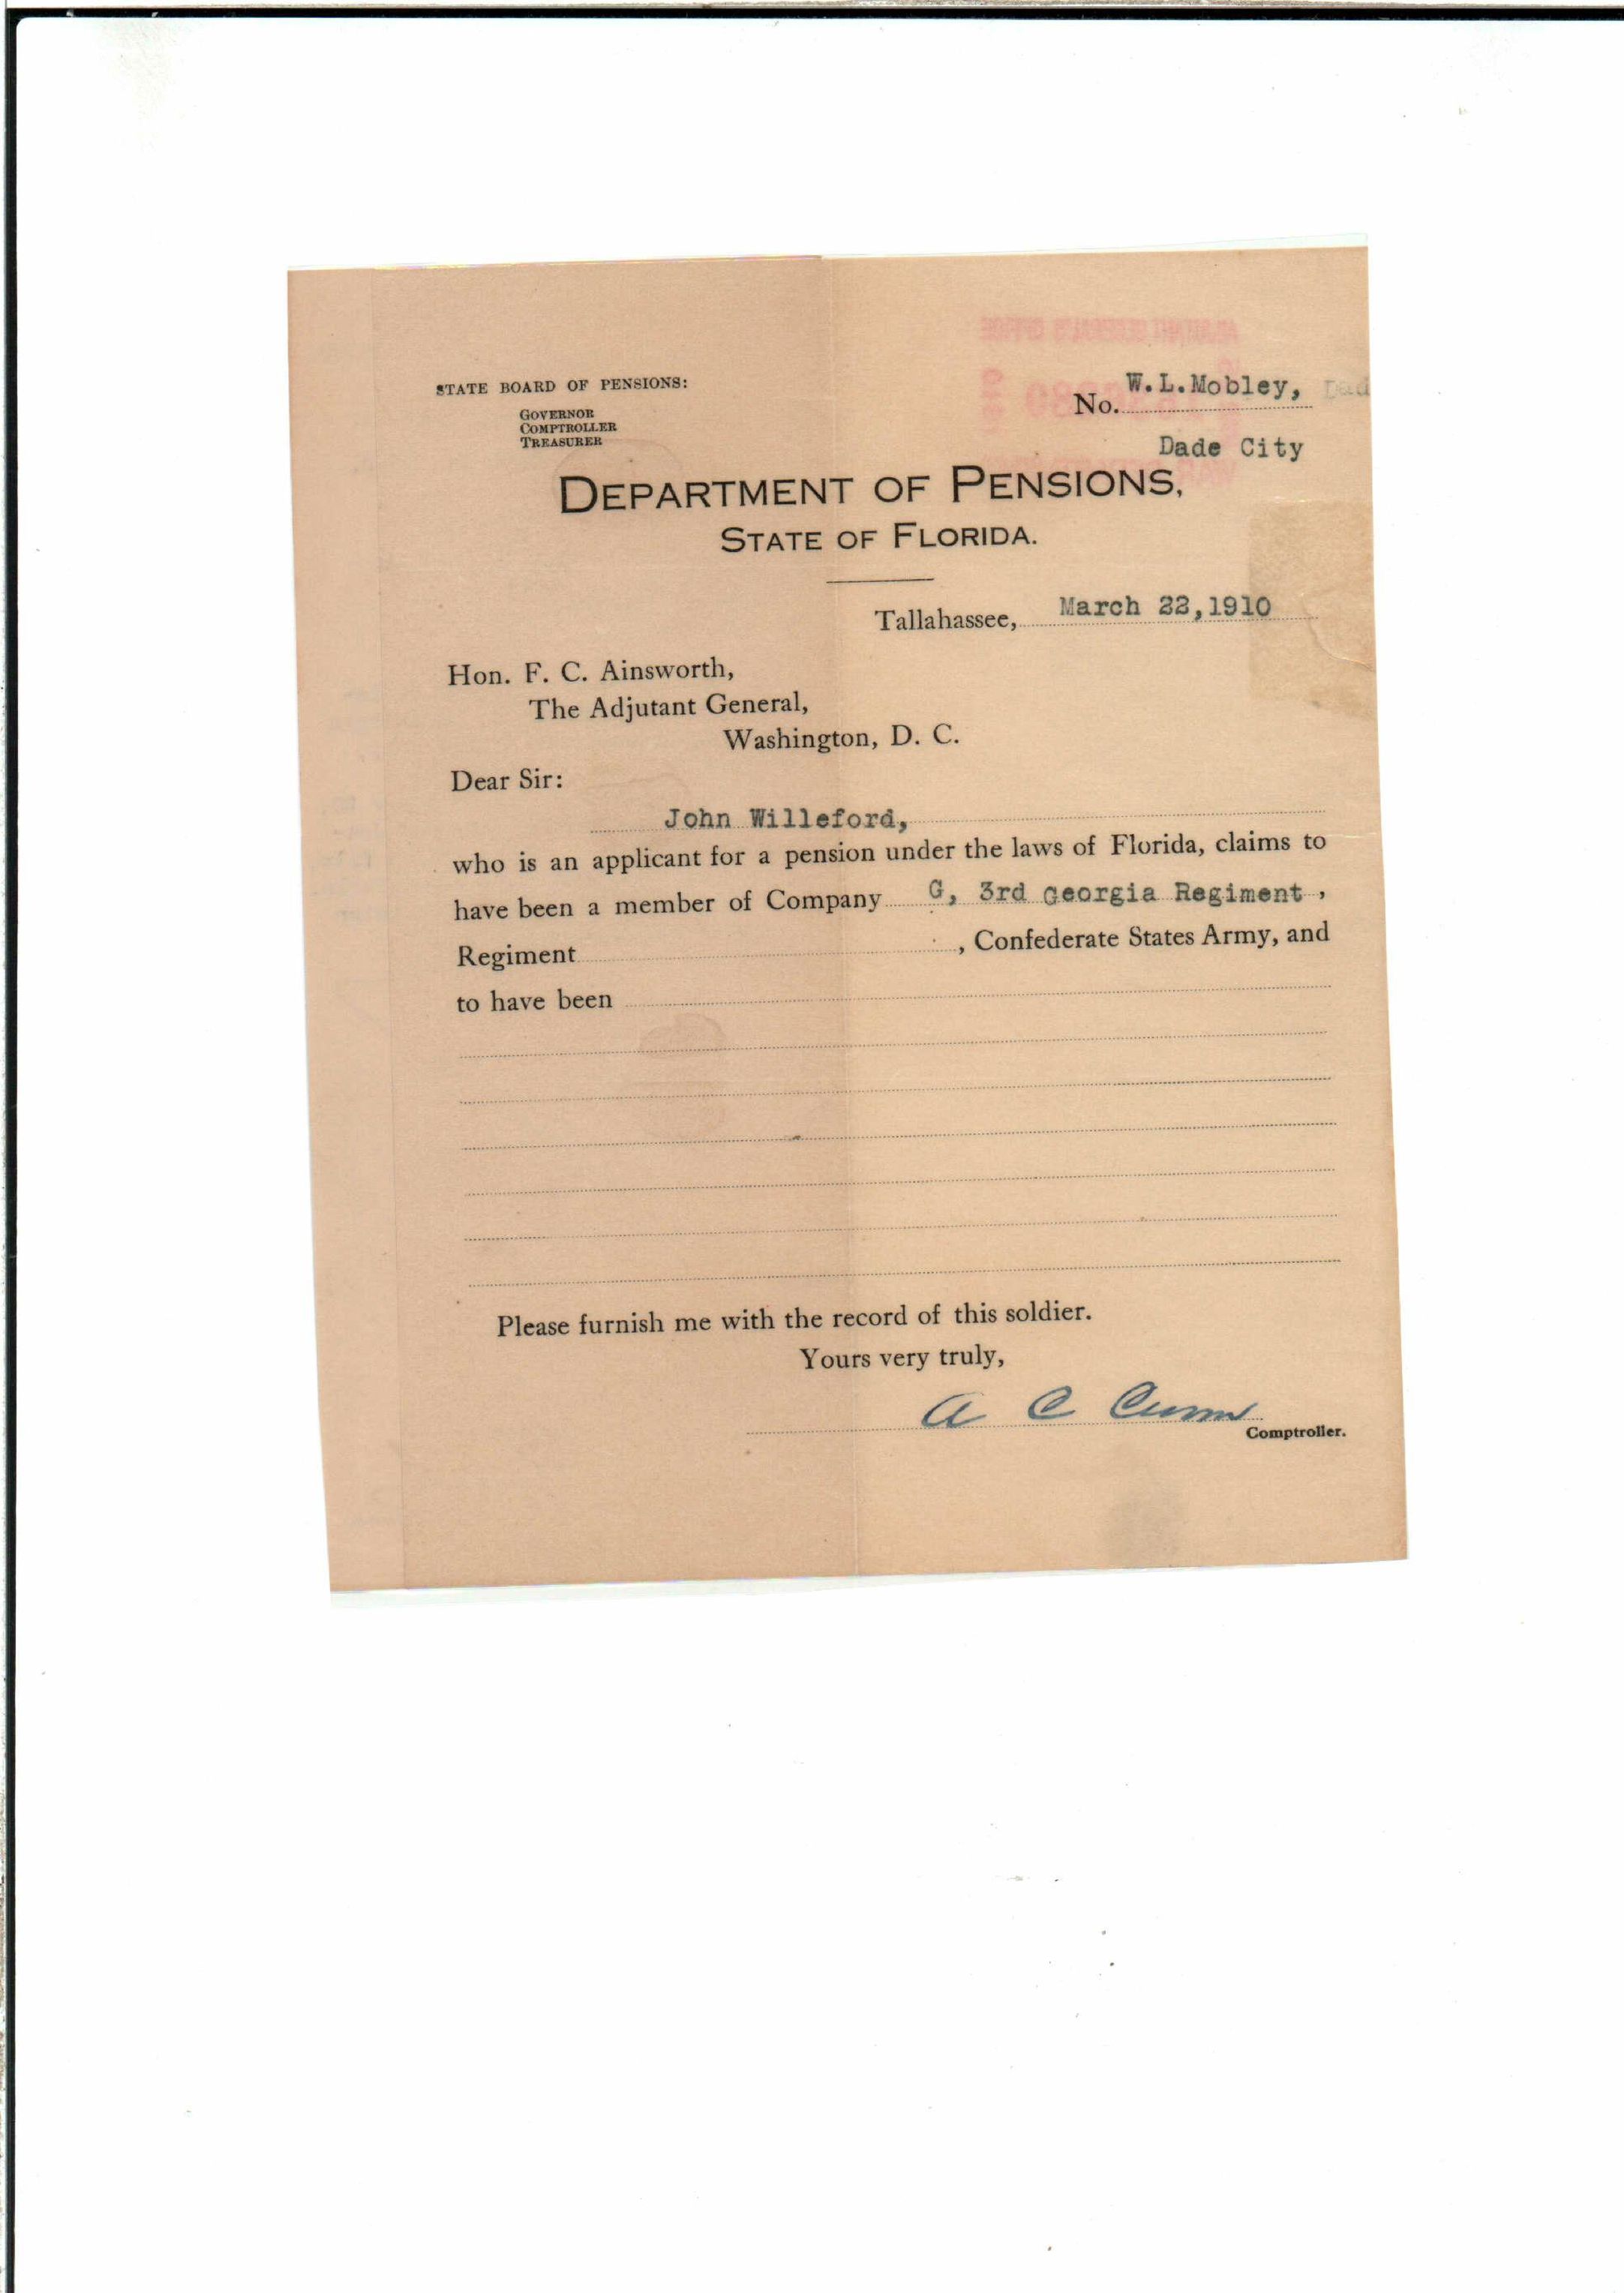 STATE BOARD OF PENSIONS:
GOVERNOR
COMPTROLLER
TREASURER
W. L. Mobley,
No.
Dade City
DEPARTMENT OF PENSIONS,
STATE OF FLORIDA.
Tallahassee, March 22, 1910
Hon. F. C. Ainsworth,
The Adjutant General,
Washington, D. C.
Dear Sir:
John Willeford,
who is an applicant for a pension under the laws of Florida, claims to
have been a member of Company G, 3rd Georgia Regiment,
Regiment , Confederate States Army, and
to have been
Please furnish me with the record of this soldier.
Yours very truly,
A C
Comptroller.